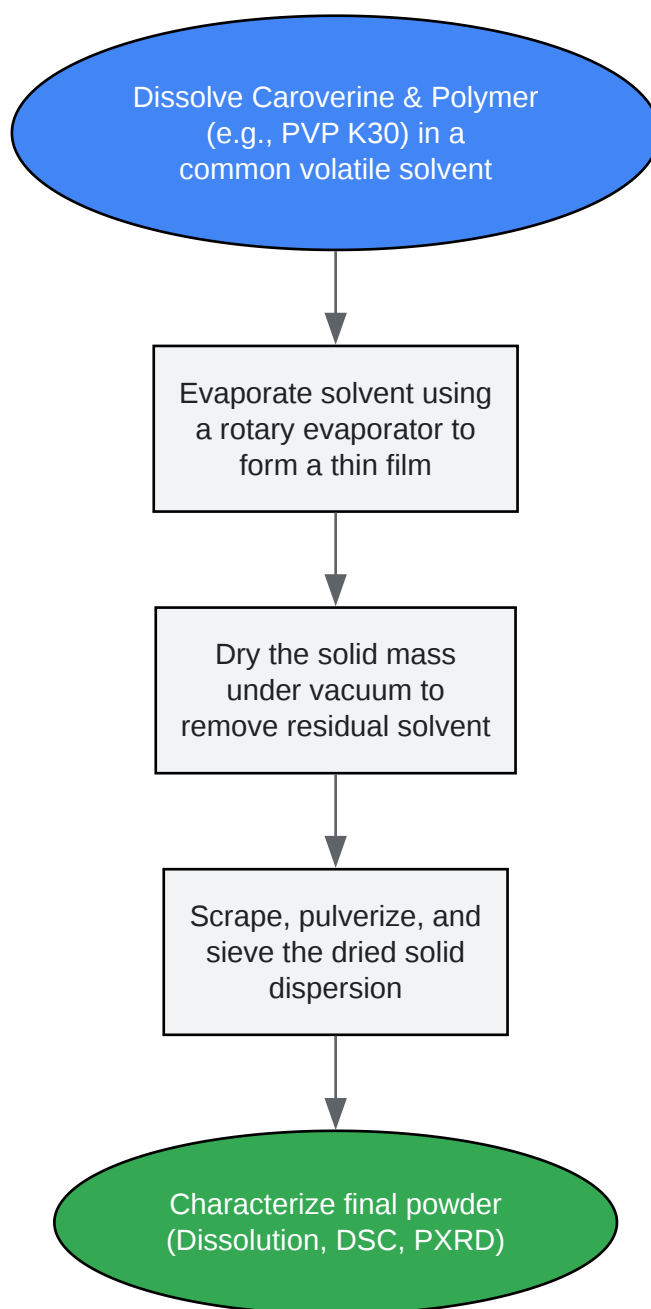 Dissolve Caroverine & Polymer
(e.g., PVP K30) in a
common volatile solvent
Evaporate solvent using
a rotary evaporator to
form a thin film
Dry the solid mass
under vacuum to
remove residual solvent
Scrape, pulverize, and
sieve the dried solid
dispersion
Characterize final powder
(Dissolution, DSC, PXRD)